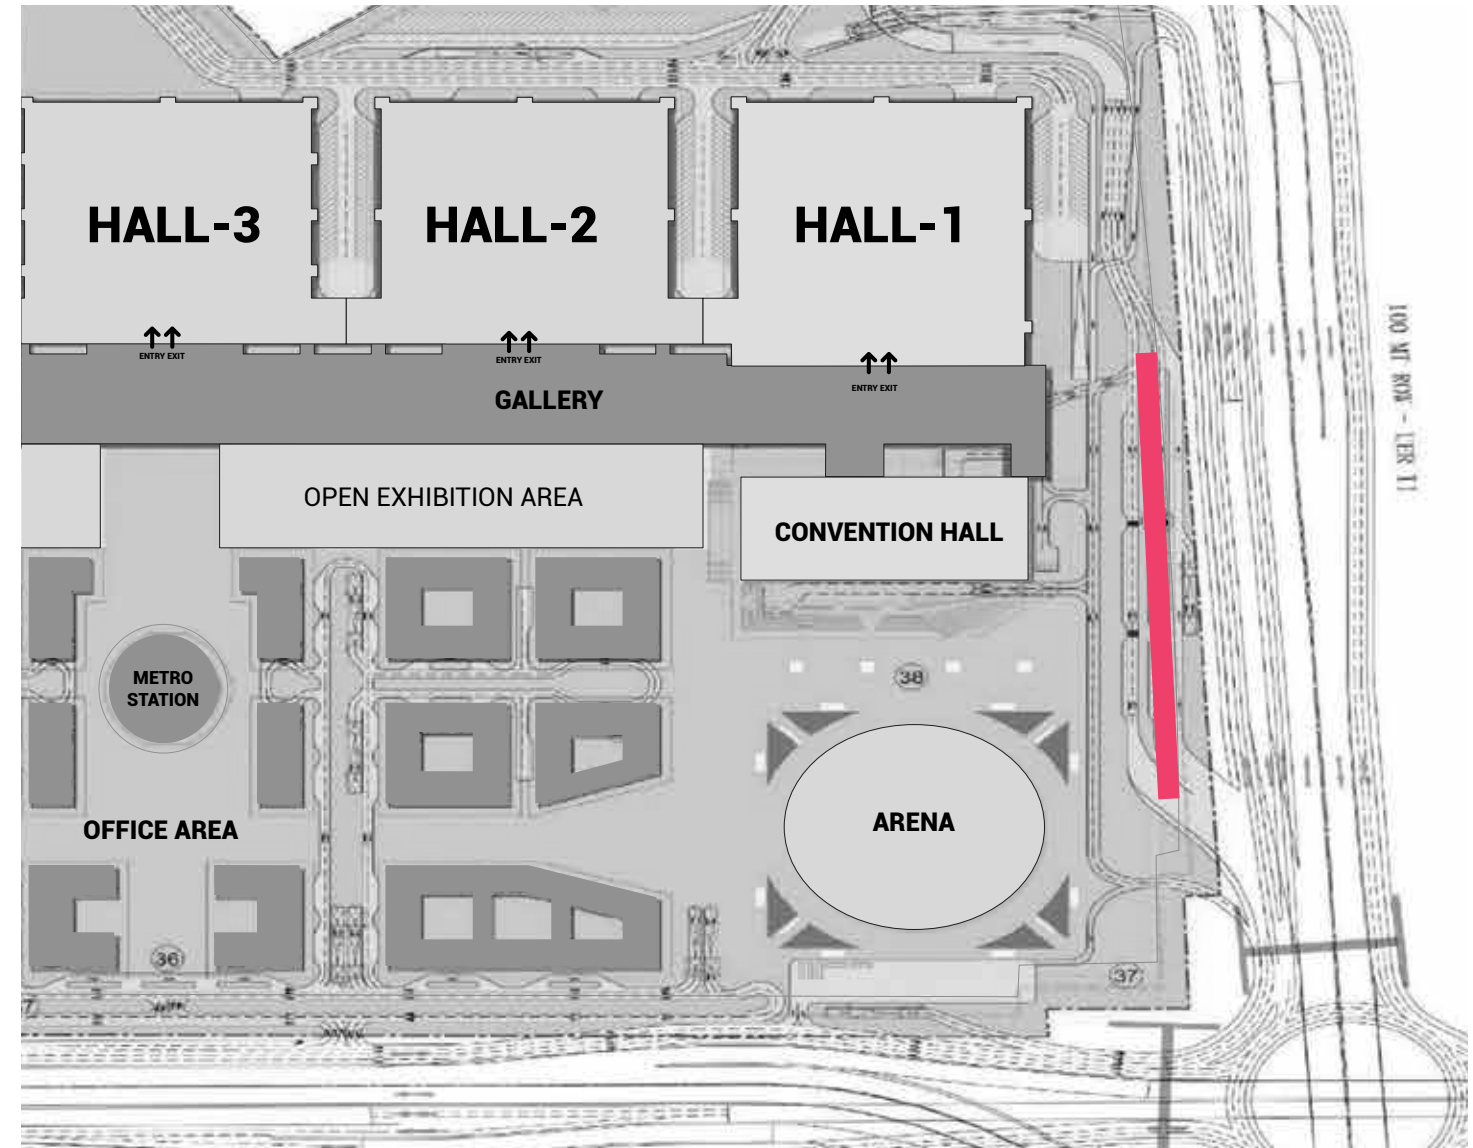 HALL-3
HALL-2
HALL-1
ENTRY EXIT
ENTRY EXIT
ENTRY EXIT
GALLERY
OPEN EXHIBITION AREA
CONVENTION HALL
METRO
STATION
38
ARENA
OFFICE AREA
36
37
7
100 MT ROW -